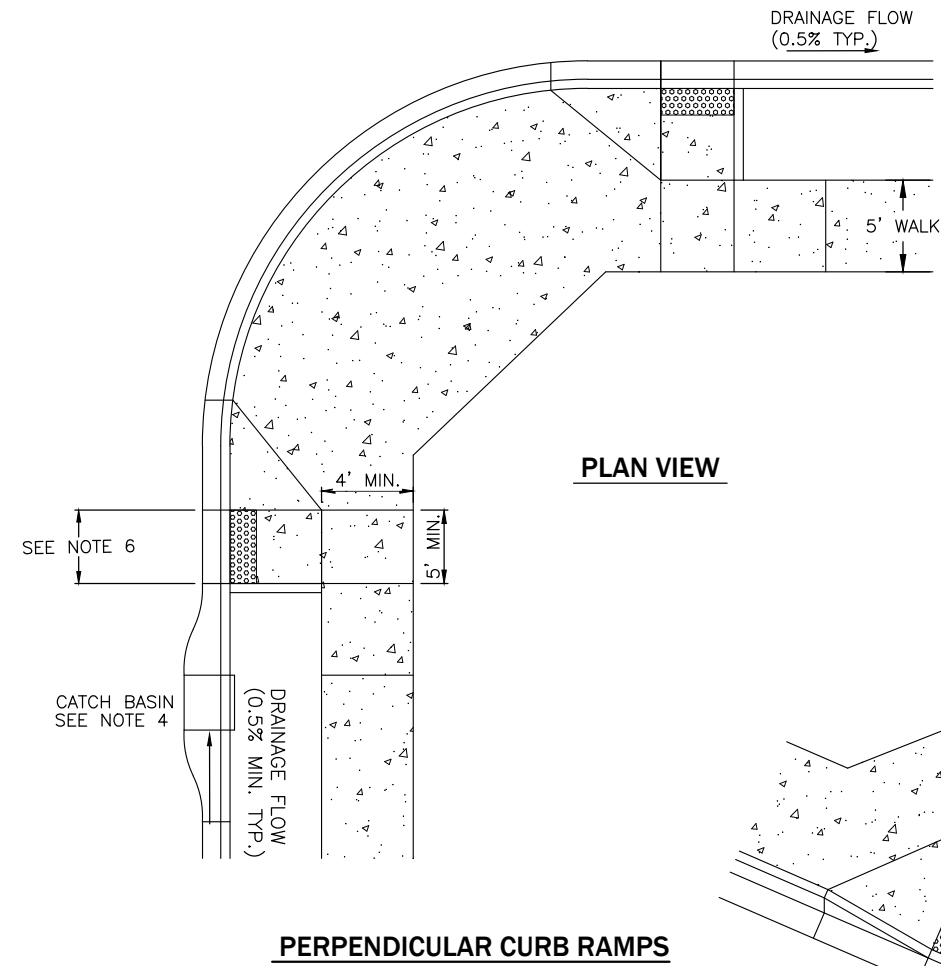 DRAINAGE FLOW
(0.5% TYP.)
5' WALK
PLAN VIEW
4' MIN.
5' MIN.
SEE NOTE 6
CATCH BASIN
SEE NOTE 4
DRAINAGE FLOW
(0.5% MIN. TYP.)
PERPENDICULAR CURB RAMPS